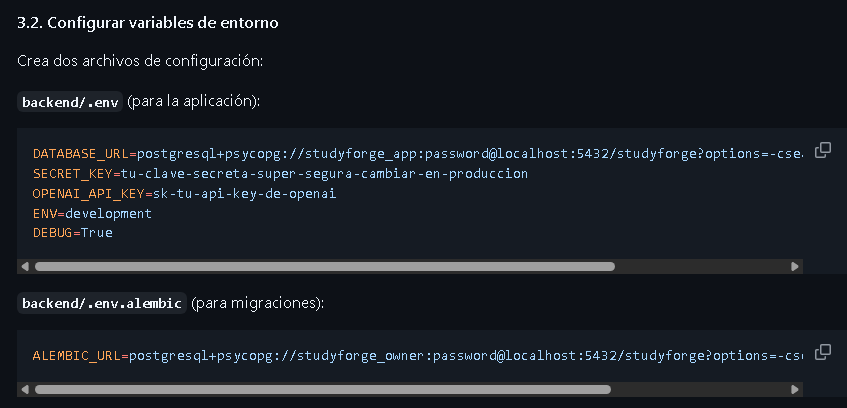 3.2. Configurar variables de entorno
Crea dos archivos de configuración:
backend/.env (para la aplicación):
DATABASE_URL=postgresql+psycopg://studyforge_app:password@localhost:5432/studyforge?options=-csea
SECRET_KEY=tu-clave-secreta-super-segura-cambiar-en-produccion
OPENAI_API_KEY=sk-tu-api-key-de-openai
ENV=development
DEBUG=True
backend/.env.alembic (para migraciones):
ALEMBIC_URL=postgresql+psycopg://studyforge_owner:password@localhost:5432/studyforge?options=-cse